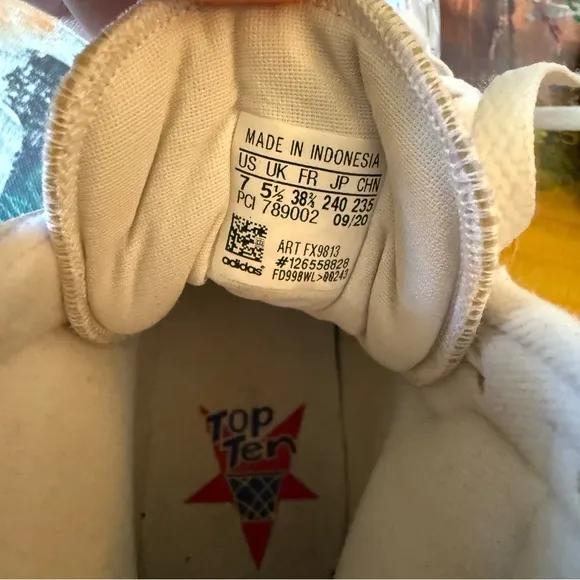 MADE IN INDONESIA
US UK FR JP CHN
7 5½ 38⅔ 240 235
PCI 789002 09/20
ART FX9813
#126558828
FD998WL>00243
adidas
TOP
Ten